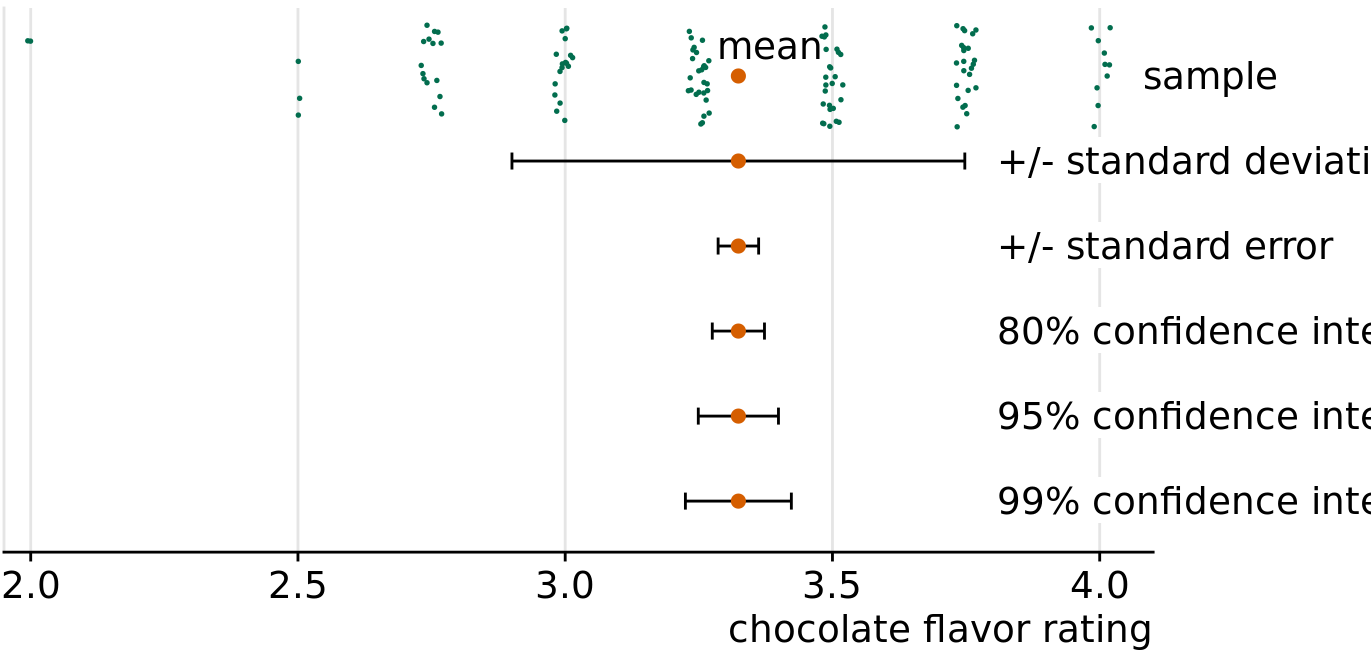 mean
sample
+/- standard deviati
+/- standard error
80% confidence inte
95% confidence inte
99% confidence inte
2.0 2.5 3.0 3.5 4.0
chocolate flavor rating